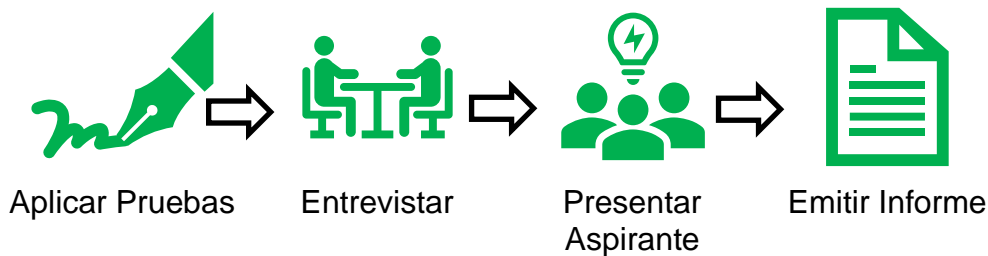 Aplicar Pruebas
Entrevistar
Presentar
Aspirante
Emitir Informe